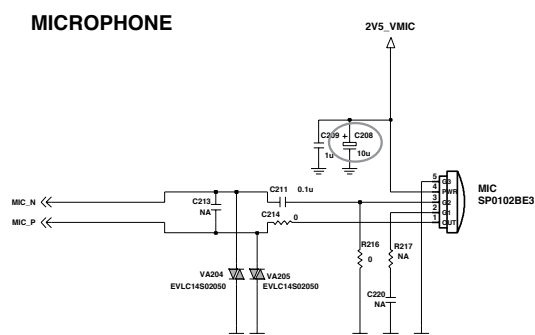 MICROPHONE
2V5_VMIC
C209 + C208
1u 10u
5 G3
4 PWR
3 G2
2 G1
1 OUT
MIC
SP0102BE3
C211 0.1u
MIC_N
C213
NA
MIC_P
C214 0
R216
0
R217
NA
VA204
EVLC14S02050
VA205
EVLC14S02050
C220
NA